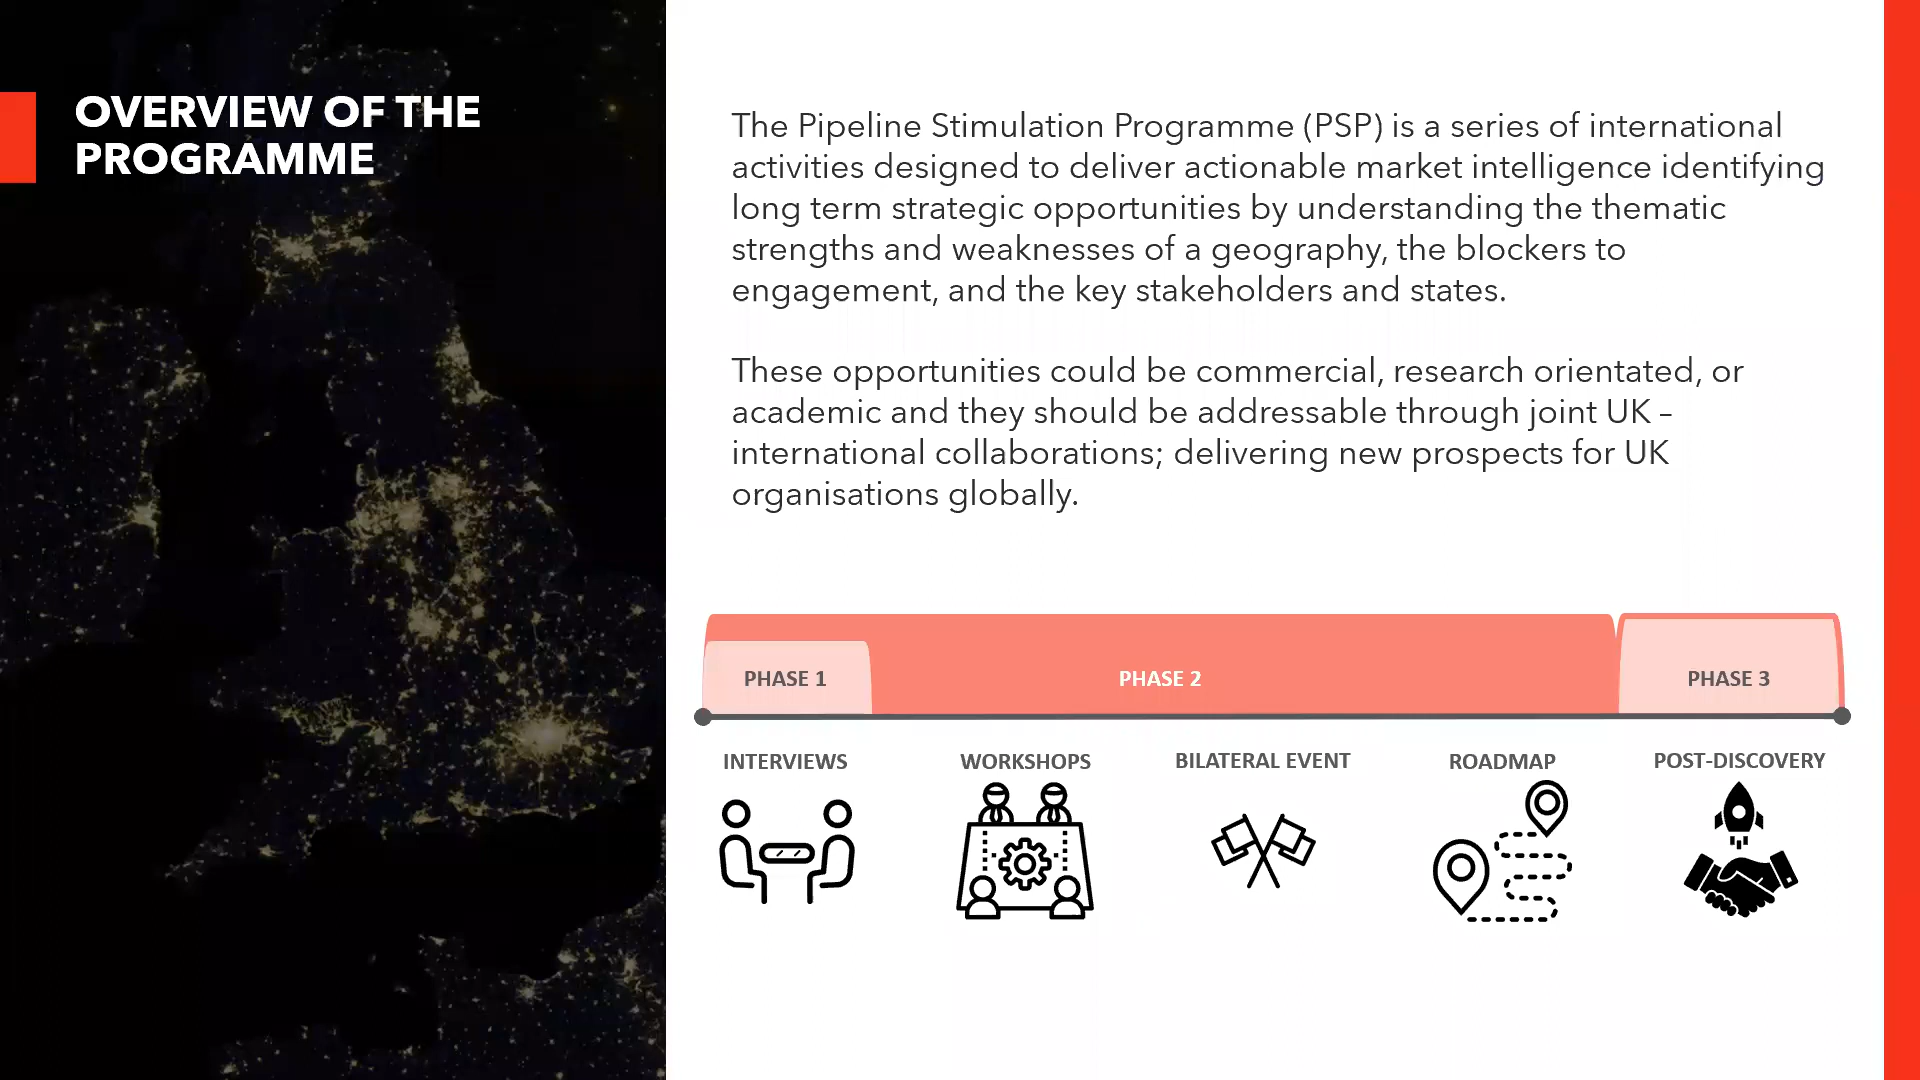 OVERVIEW OF THE
PROGRAMME
The Pipeline Stimulation Programme (PSP) is a series of international
activities designed to deliver actionable market intelligence identifying
long term strategic opportunities by understanding the thematic
strengths and weaknesses of a geography, the blockers to
engagement, and the key stakeholders and states.
These opportunities could be commercial, research orientated, or
academic and they should be addressable through joint UK –
international collaborations; delivering new prospects for UK
organisations globally.
PHASE 1
PHASE 2
PHASE 3
INTERVIEWS
WORKSHOPS
BILATERAL EVENT
ROADMAP
POST-DISCOVERY